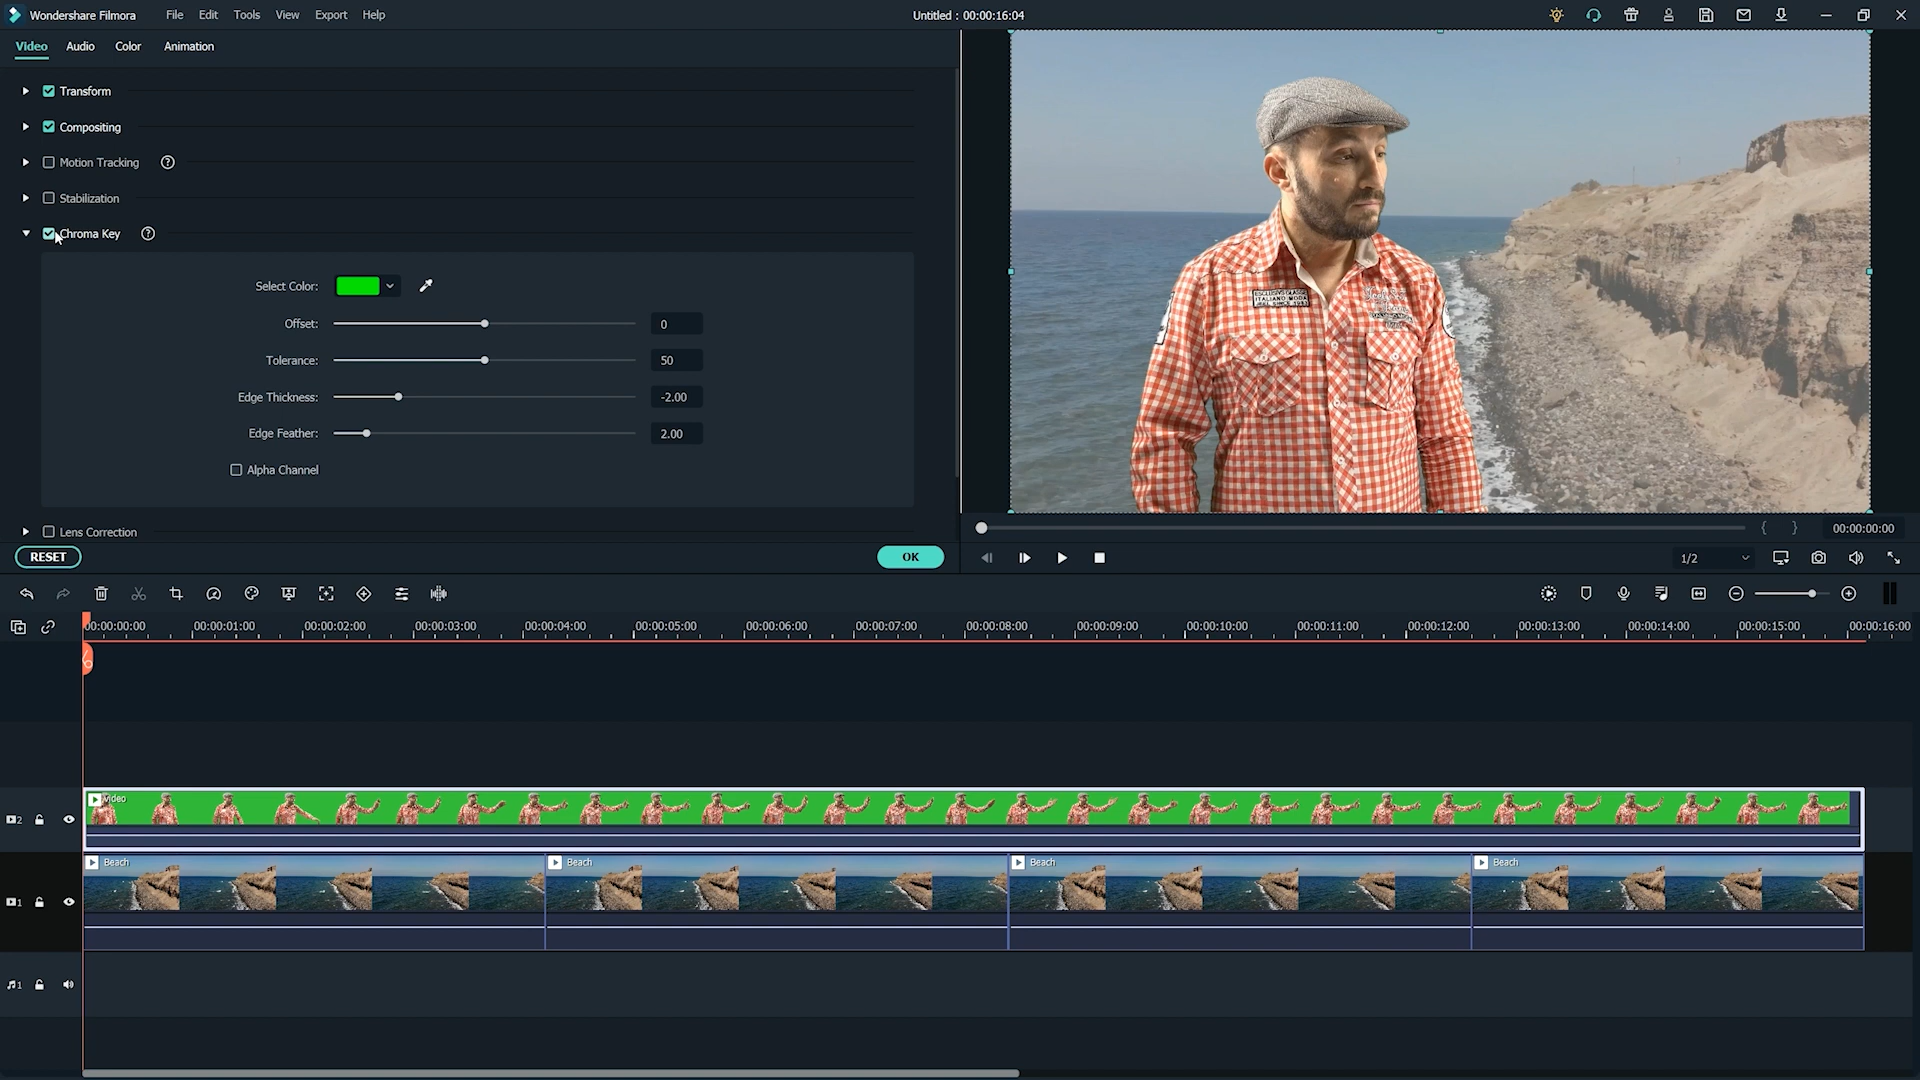 Wondershare Filmora File Edit Tools View Export Help Untitled : 00:00:16:04
Video Audio Color Animation
Transform
Compositing
Motion Tracking ?
Stabilization
Chroma Key ?
Select Color:
Offset: 0
Tolerance: 50
Edge Thickness: -2.00
Edge Feather: 2.00
Alpha Channel
Lens Correction
RESET OK
ITALIANO MODA
{ } 00:00:00:00
1/2
00:00:00:00 00:00:01:00 00:00:02:00 00:00:03:00 00:00:04:00 00:00:05:00 00:00:06:00 00:00:07:00 00:00:08:00 00:00:09:00 00:00:10:00 00:00:11:00 00:00:12:00 00:00:13:00 00:00:14:00 00:00:15:00 00:00:16:00
2 Video
1 Beach Beach Beach Beach
1